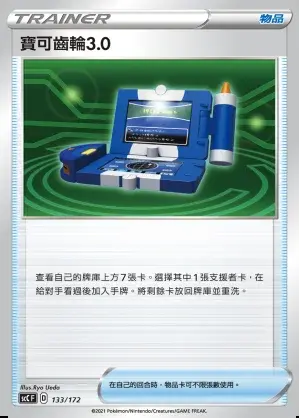 TRAINER
物品
寶可齒輪3.0
查看自己的牌庫上方7張卡。選擇其中1張支援者卡，在
給對手看過後加入手牌。將剩餘卡放回牌庫並重洗。
Illus.Ryo Ueda
SCC F D 133/172
在自己的回合時，物品卡可不限張數使用。
©2021 Pokémon/Nintendo/Creatures/GAME FREAK.